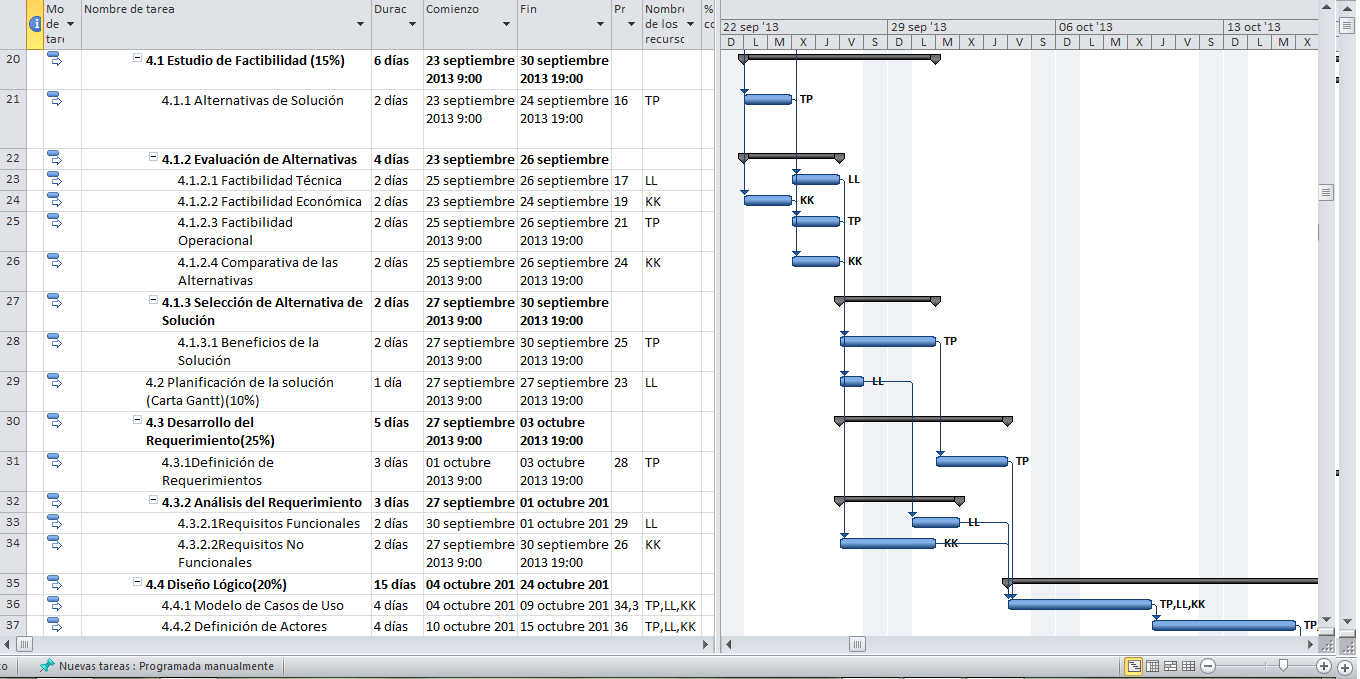 Mo de tare Nombre de tarea Durac Comienzo Fin Pr Nombre de los recursc %
22 sep '13 29 sep '13 06 oct '13 13 oct '13
D L M X J V S D L M X J V S D L M X J V S D L M X
20 4.1 Estudio de Factibilidad (15%) 6 días 23 septiembre 2013 9:00 30 septiembre 2013 19:00
21 4.1.1 Alternativas de Solución 2 días 23 septiembre 2013 9:00 24 septiembre 2013 19:00 16 TP TP
22 4.1.2 Evaluación de Alternativas 4 días 23 septiembre 26 septiembre
23 4.1.2.1 Factibilidad Técnica 2 días 25 septiembre 26 septiembre 17 LL LL
24 4.1.2.2 Factibilidad Económica 2 días 23 septiembre 24 septiembre 19 KK KK
25 4.1.2.3 Factibilidad Operacional 2 días 25 septiembre 2013 9:00 26 septiembre 2013 19:00 21 TP TP
26 4.1.2.4 Comparativa de las Alternativas 2 días 25 septiembre 2013 9:00 26 septiembre 2013 19:00 24 KK KK
27 4.1.3 Selección de Alternativa de Solución 2 días 27 septiembre 2013 9:00 30 septiembre 2013 19:00
28 4.1.3.1 Beneficios de la Solución 2 días 27 septiembre 2013 9:00 30 septiembre 2013 19:00 25 TP TP
29 4.2 Planificación de la solución (Carta Gantt)(10%) 1 día 27 septiembre 2013 9:00 27 septiembre 2013 19:00 23 LL LL
30 4.3 Desarrollo del Requerimiento(25%) 5 días 27 septiembre 2013 9:00 03 octubre 2013 19:00
31 4.3.1Definición de Requerimientos 3 días 01 octubre 2013 9:00 03 octubre 2013 19:00 28 TP TP
32 4.3.2 Análisis del Requerimiento 3 días 27 septiembre 01 octubre 201
33 4.3.2.1Requisitos Funcionales 2 días 30 septiembre 01 octubre 201 29 LL LL
34 4.3.2.2Requisitos No Funcionales 2 días 27 septiembre 2013 9:00 30 septiembre 2013 19:00 26 KK KK
35 4.4 Diseño Lógico(20%) 15 días 04 octubre 201 24 octubre 201
36 4.4.1 Modelo de Casos de Uso 4 días 04 octubre 201 09 octubre 201 34,3 TP,LL,KK TP,LL,KK
37 4.4.2 Definición de Actores 4 días 10 octubre 201 15 octubre 201 36 TP,LL,KK TP,
Nuevas tareas : Programada manualmente